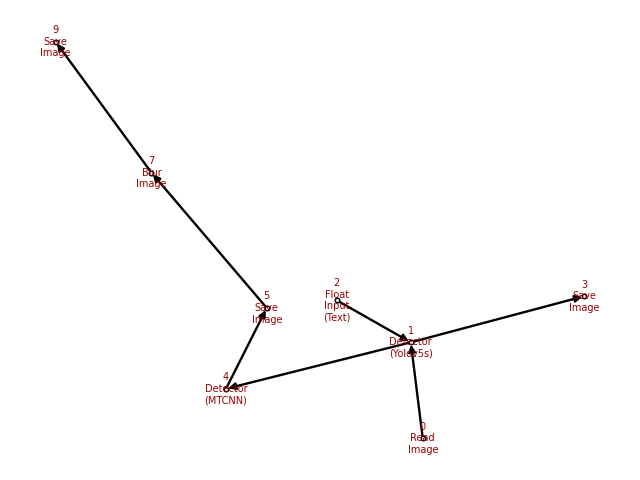 9
Save
Image
7
Blur
Image
2
Float
Input
(Text)
3
Save
Image
5
Save
Image
1
Detector
(Yolov5s)
4
Detector
(MTCNN)
0
Read
Image